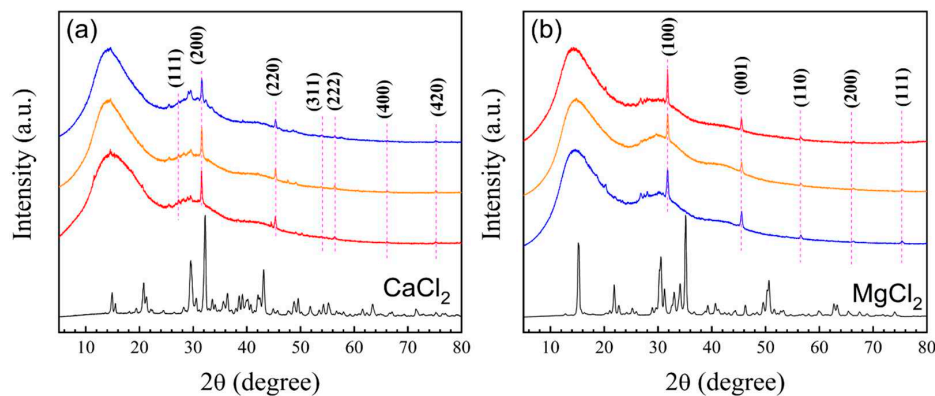 (a)
(111)
(200)
(220)
(311)
(222)
(400)
(420)
Intensity (a.u.)
CaCl2
10 20 30 40 50 60 70 80
2θ (degree)
(b)
(100)
(001)
(110)
(200)
(111)
Intensity (a.u.)
MgCl2
10 20 30 40 50 60 70 80
2θ (degree)